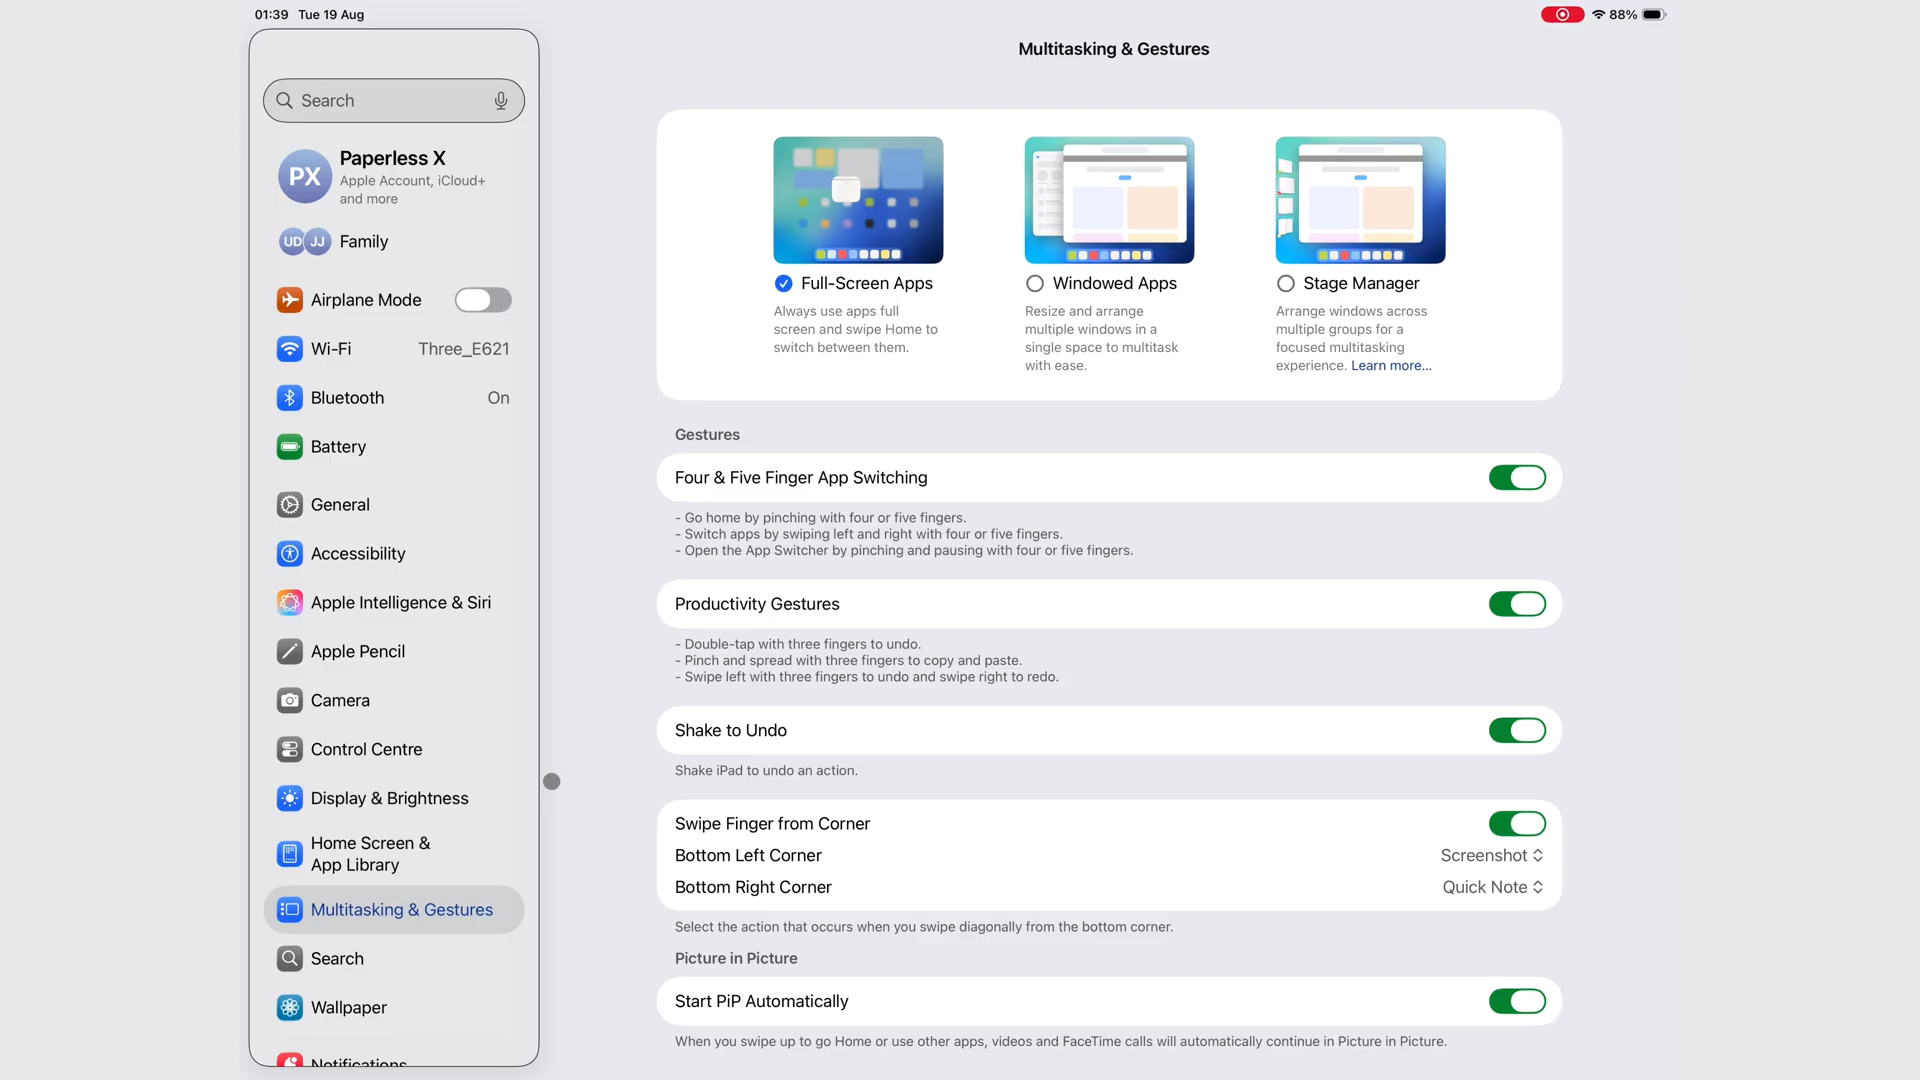 01:39 Tue 19 Aug
88%
Multitasking & Gestures
Search
PX
Paperless X
Apple Account, iCloud+
and more
UD JJ Family
Airplane Mode
Wi-Fi Three_E621
Bluetooth On
Battery
General
Accessibility
Apple Intelligence & Siri
Apple Pencil
Camera
Control Centre
Display & Brightness
Home Screen &
App Library
Multitasking & Gestures
Search
Wallpaper
Notifications
Full-Screen Apps
Always use apps full
screen and swipe Home to
switch between them.
Windowed Apps
Resize and arrange
multiple windows in a
single space to multitask
with ease.
Stage Manager
Arrange windows across
multiple groups for a
focused multitasking
experience. Learn more...
Gestures
Four & Five Finger App Switching
- Go home by pinching with four or five fingers.
- Switch apps by swiping left and right with four or five fingers.
- Open the App Switcher by pinching and pausing with four or five fingers.
Productivity Gestures
- Double-tap with three fingers to undo.
- Pinch and spread with three fingers to copy and paste.
- Swipe left with three fingers to undo and swipe right to redo.
Shake to Undo
Shake iPad to undo an action.
Swipe Finger from Corner
Bottom Left Corner Screenshot
Bottom Right Corner Quick Note
Select the action that occurs when you swipe diagonally from the bottom corner.
Picture in Picture
Start PiP Automatically
When you swipe up to go Home or use other apps, videos and FaceTime calls will automatically continue in Picture in Picture.